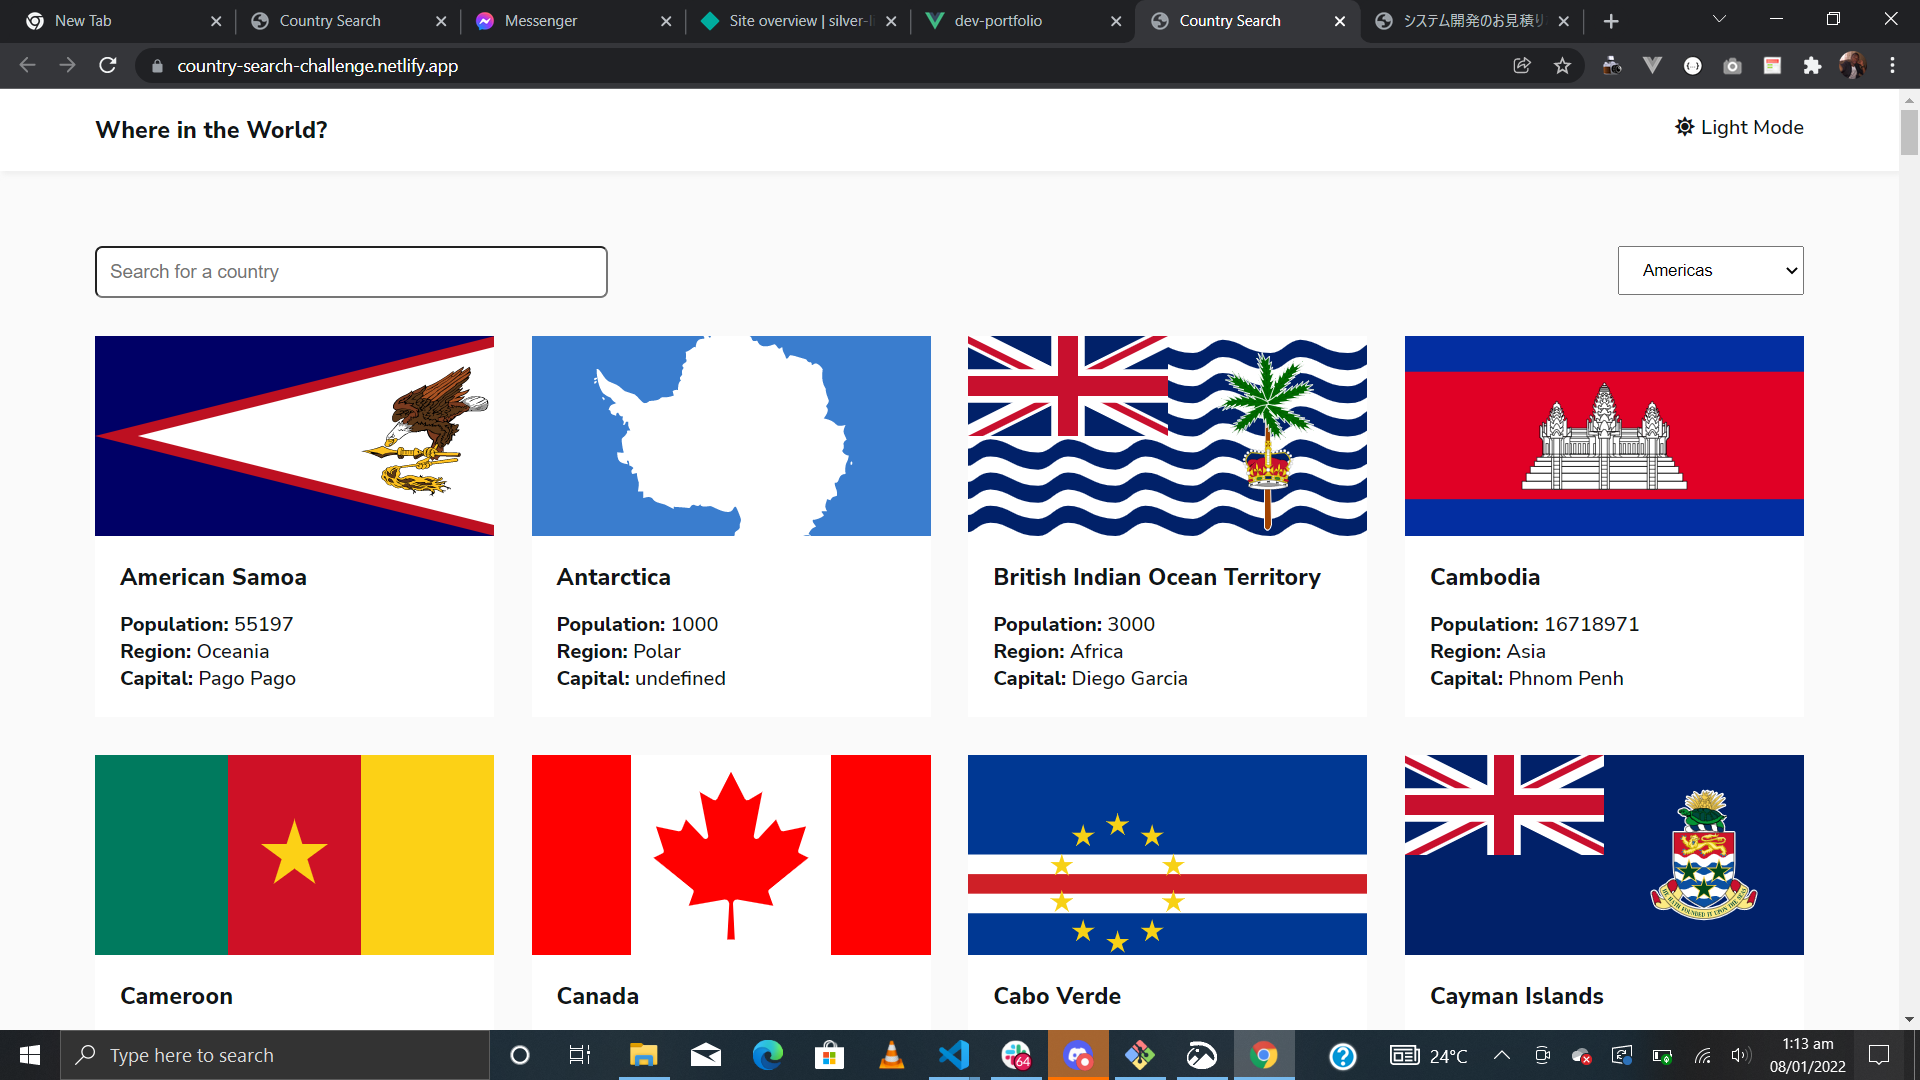 New Tab
Country Search
Messenger
Site overview | silver-l
dev-portfolio
Country Search
システム開発のお見積り
country-search-challenge.netlify.app
Where in the World?
Light Mode
Search for a country
Americas
American Samoa
Population: 55197
Region: Oceania
Capital: Pago Pago
Antarctica
Population: 1000
Region: Polar
Capital: undefined
British Indian Ocean Territory
Population: 3000
Region: Africa
Capital: Diego Garcia
Cambodia
Population: 16718971
Region: Asia
Capital: Phnom Penh
Cameroon
Canada
Cabo Verde
Cayman Islands
Type here to search
64
24°C
1:13 am
08/01/2022